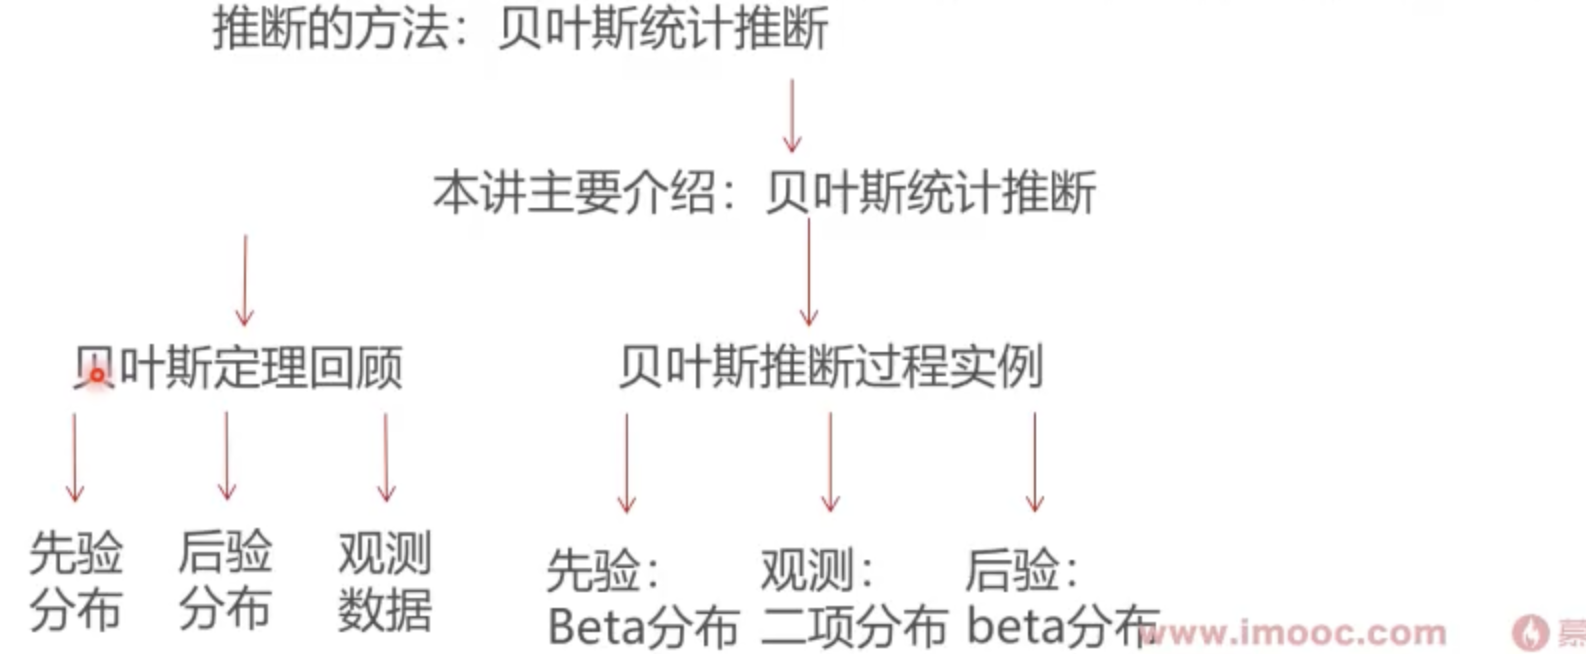 推断的方法：贝叶斯统计推断
本讲主要介绍：贝叶斯统计推断
贝叶斯定理回顾
贝叶斯推断过程实例
先验
分布
后验
分布
观测
数据
先验：
Beta分布
观测：
二项分布
后验：
beta分布
www.imooc.com
慕